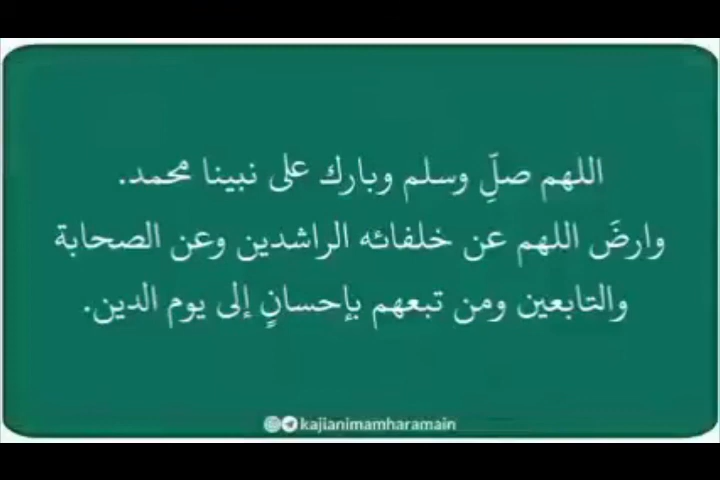 اللهم صلِّ وسلم وبارك على نبينا محمد.
وارضَ اللهم عن خلفائه الراشدين وعن الصحابة
والتابعين ومن تبعهم بإحسانٍ إلى يوم الدين.
kajianimamharamain